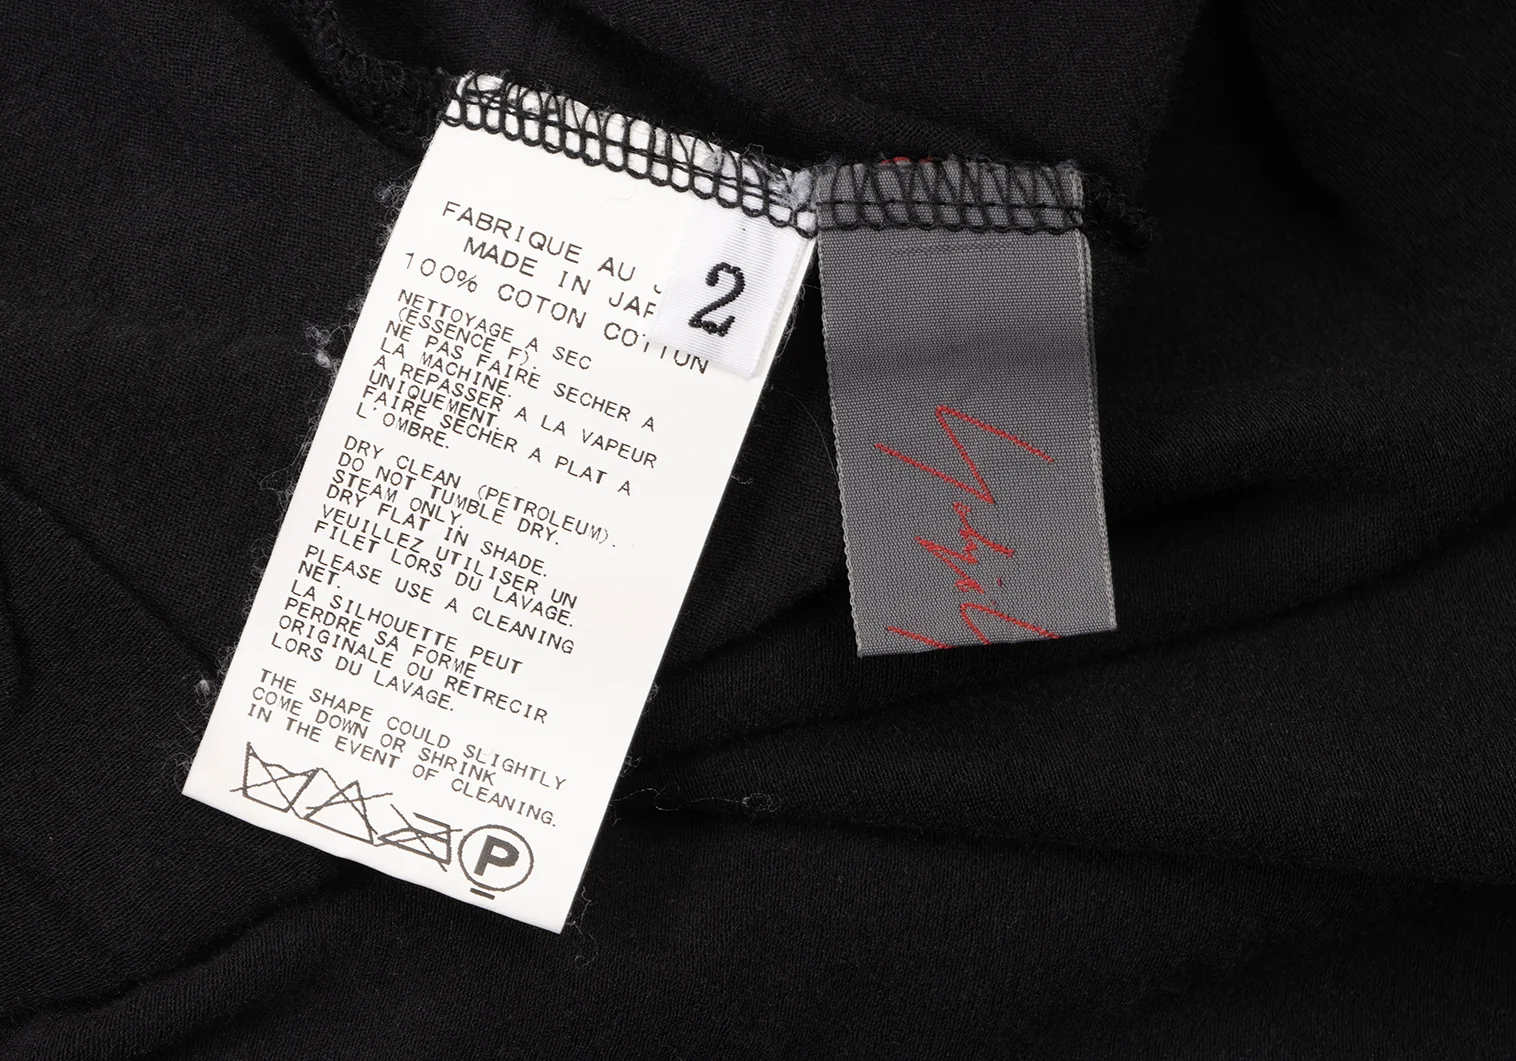 FABRIQUE AU
MADE IN JAP
100% COTON COTTON
2
NETTOYAGE A SEC
(ESSENCE F).
NE PAS FAIRE SECHER A
LA MACHINE.
A REPASSER A LA VAPEUR
UNIQUEMENT.
FAIRE SECHER A PLAT A
L'OMBRE.
DRY CLEAN (PETROLEUM).
DO NOT TUMBLE DRY.
STEAM ONLY.
DRY FLAT IN SHADE.
VEUILLEZ UTILISER UN
FILET LORS DU LAVAGE.
PLEASE USE A CLEANING
NET.
LA SILHOUETTE PEUT
PERDRE SA FORME
ORIGINALE OU RETRECIR
LORS DU LAVAGE.
THE SHAPE COULD SLIGHTLY
COME DOWN OR SHRINK
IN THE EVENT OF CLEANING.
P